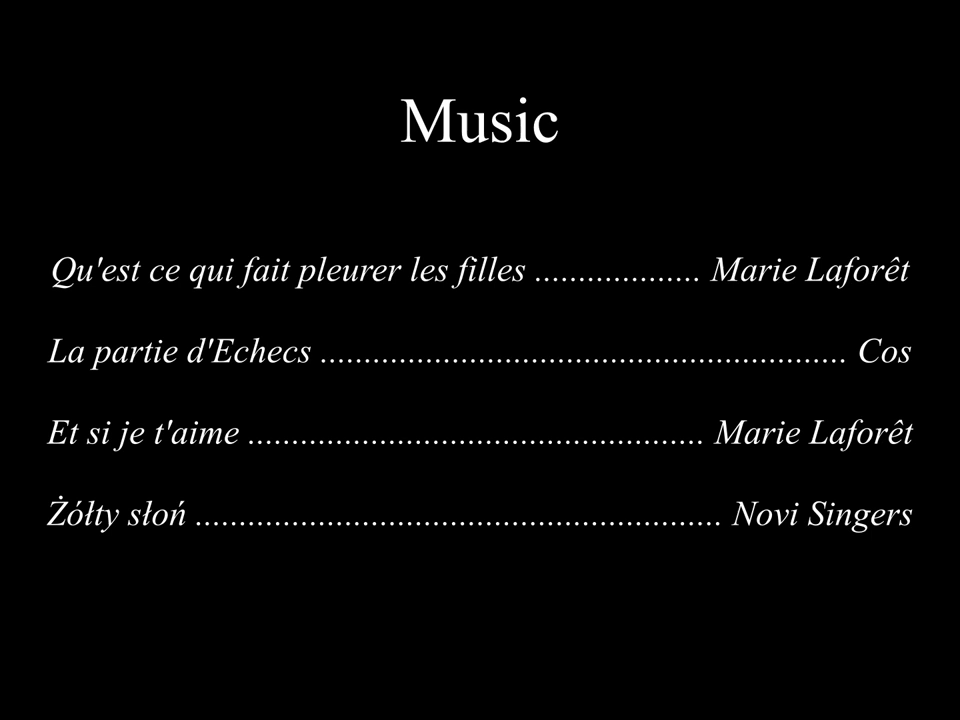 Music
Qu'est ce qui fait pleurer les filles ................... Marie Laforêt
La partie d'Echecs ............................................................ Cos
Et si je t'aime .................................................... Marie Laforêt
Żółty słoń ............................................................ Novi Singers